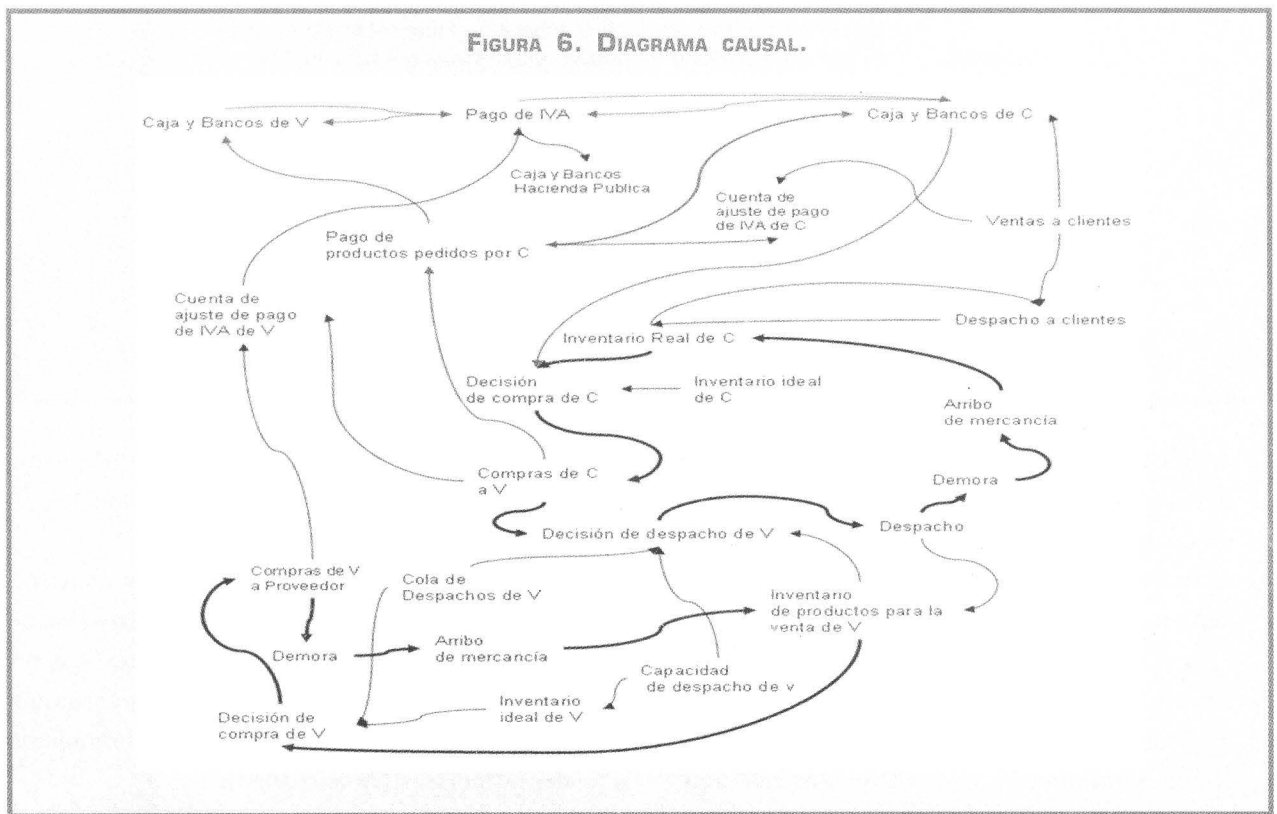 FIGURA 6. DIAGRAMA CAUSAL.
Caja y Bancos de V
Pago de IVA
Caja y Bancos de C
Caja y Bancos
Hacienda Publica
Cuenta de
ajuste de pago
de IVA de C
Ventas a clientes
Pago de
productos pedidos por C
Cuenta de
ajuste de pago
de IVA de V
Despacho a clientes
Inventario Real de C
Decisión
de compra de C
Inventario ideal
de C
Arribo
de mercancía
Compras de C
a V
Demora
Decisión de despacho de V
Despacho
Compras de V
a Proveedor
Cola de
Despachos de V
Inventario
de productos para la
venta de V
Demora
Arribo
de mercancía
Capacidad
de despacho de v
Inventario
ideal de V
Decisión de
compra de V